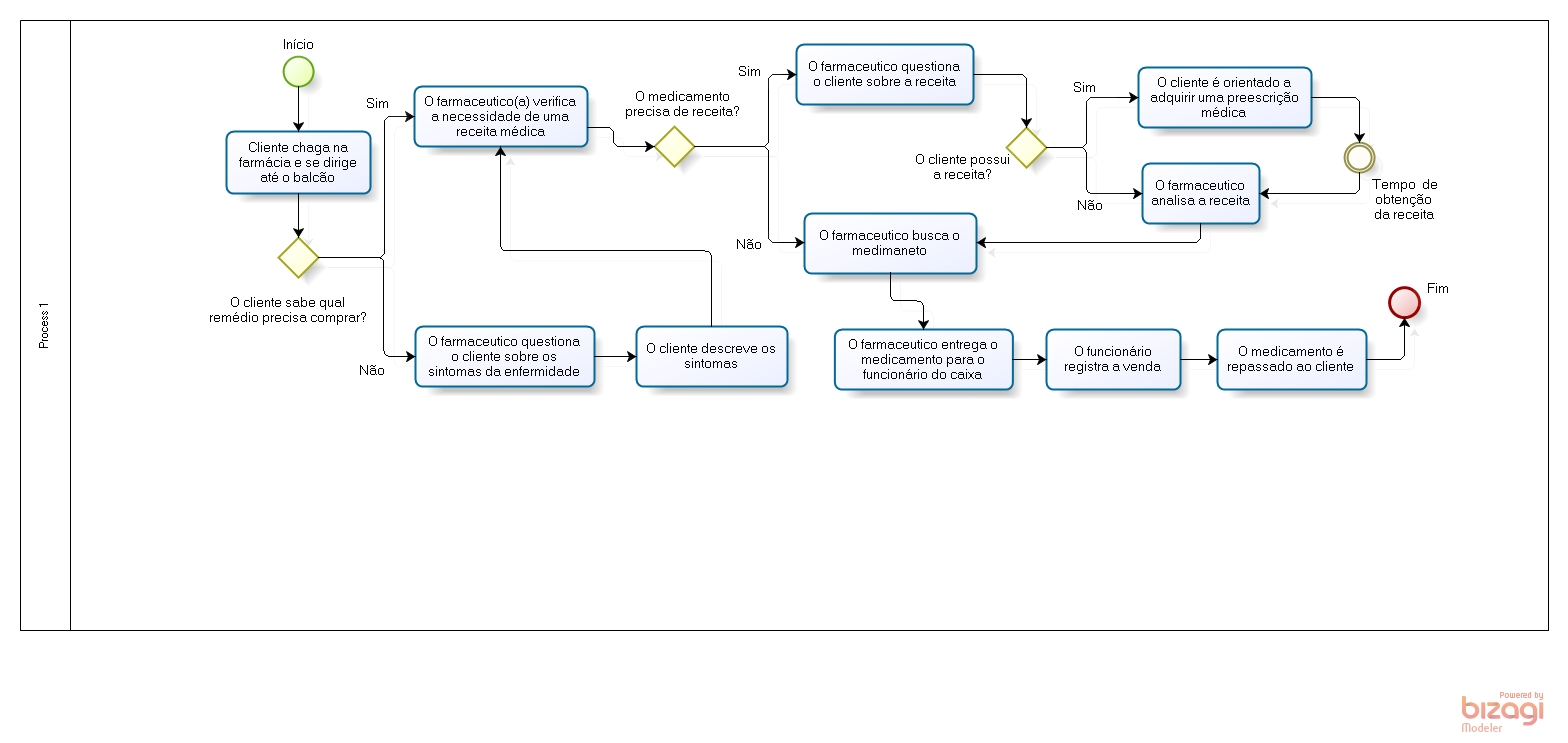 Process 1
Início
Cliente chaga na
farmácia e se dirige
até o balcão
O cliente sabe qual
remédio precisa comprar?
Sim
Não
O farmaceutico(a) verifica
a necessidade de uma
receita médica
O farmaceutico questiona
o cliente sobre os
sintomas da enfermidade
O cliente descreve os
sintomas
O medicamento
precisa de receita?
Sim
Não
O farmaceutico questiona
o cliente sobre a receita
O cliente possui
a receita?
Sim
Não
O cliente é orientado a
adquirir uma preescrição
médica
Tempo de
obtenção
da receita
O farmaceutico
analisa a receita
O farmaceutico busca o
medimaneto
O farmaceutico entrega o
medicamento para o
funcionário do caixa
O funcionário
registra a venda
O medicamento é
repassado ao cliente
Fim
Powered by
bizagi
Modeler